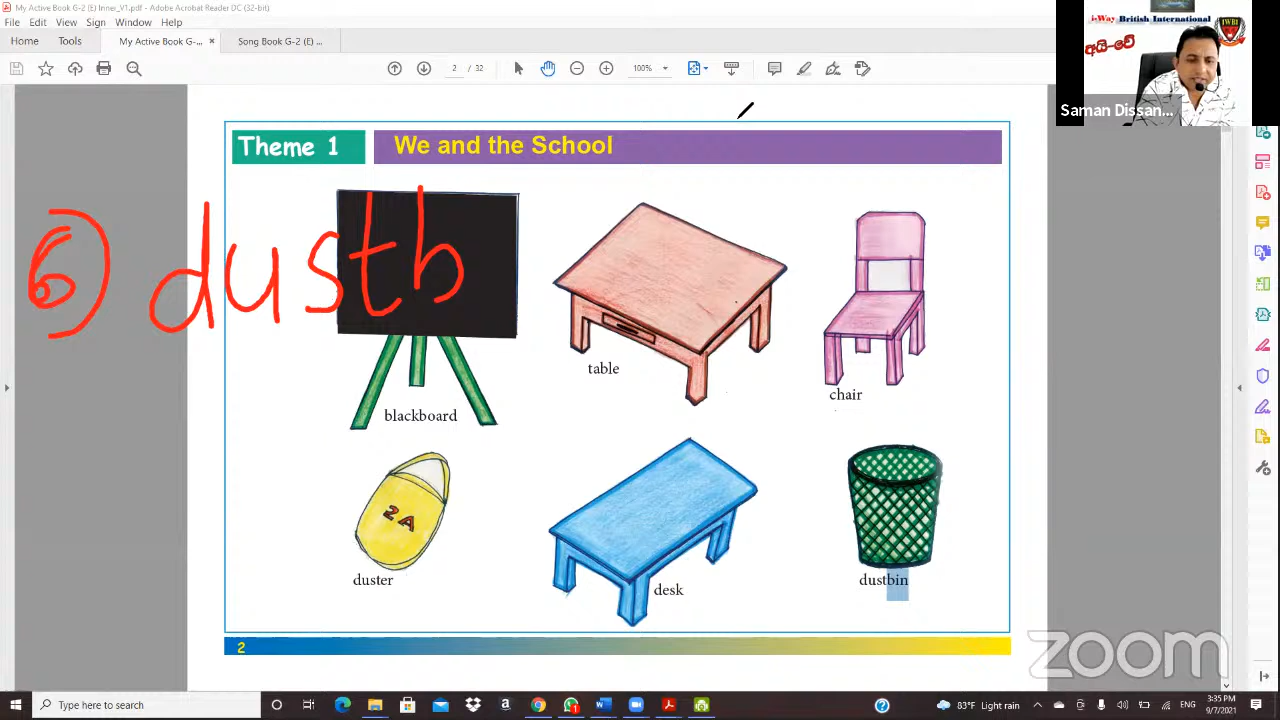 My Active Book G-2 (E) Inner_V1.pdf - Adobe Acrobat Reader DC (32-bit)
File Edit View Sign Window Help
Home Tools My Active Book G-... × Song Book G-2 (E) ...
100%
i-Way British International
IWBI
අයි-වේ
Saman Dissan...
Theme 1 We and the School
6) dustb
table
chair
blackboard
2 A
duster
desk
dustbin
2
zoom
Type here to search
83°F Light rain
ENG
3:35 PM
9/7/2021